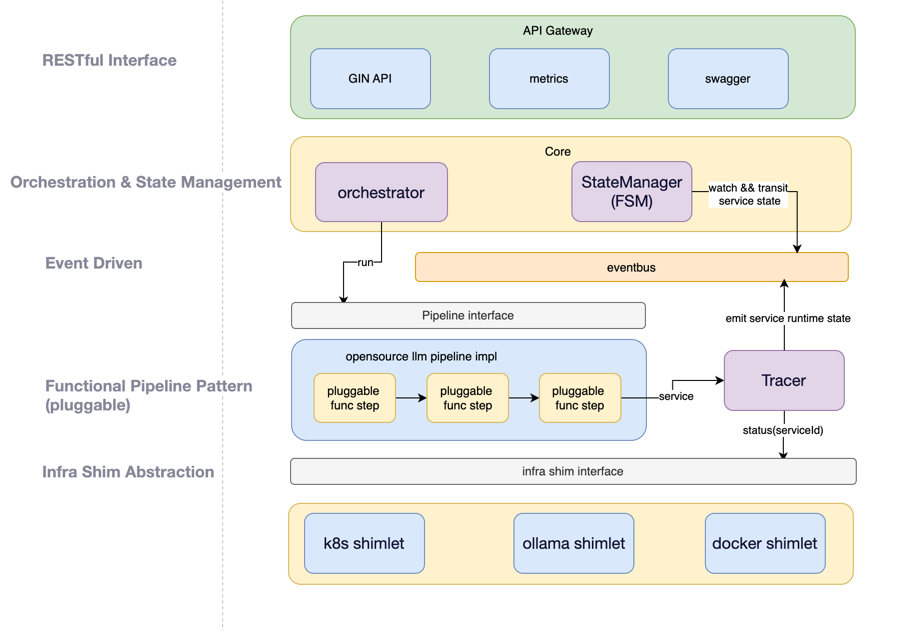 API Gateway
RESTful Interface
GIN API
metrics
swagger
Core
Orchestration & State Management
orchestrator
StateManager
(FSM)
watch && transit
service state
run
Event Driven
eventbus
Pipeline interface
emit service runtime state
opensource llm pipeline impl
Functional Pipeline Pattern
(pluggable)
pluggable
func step
pluggable
func step
pluggable
func step
service
Tracer
status(serviceId)
Infra Shim Abstraction
infra shim interface
k8s shimlet
ollama shimlet
docker shimlet